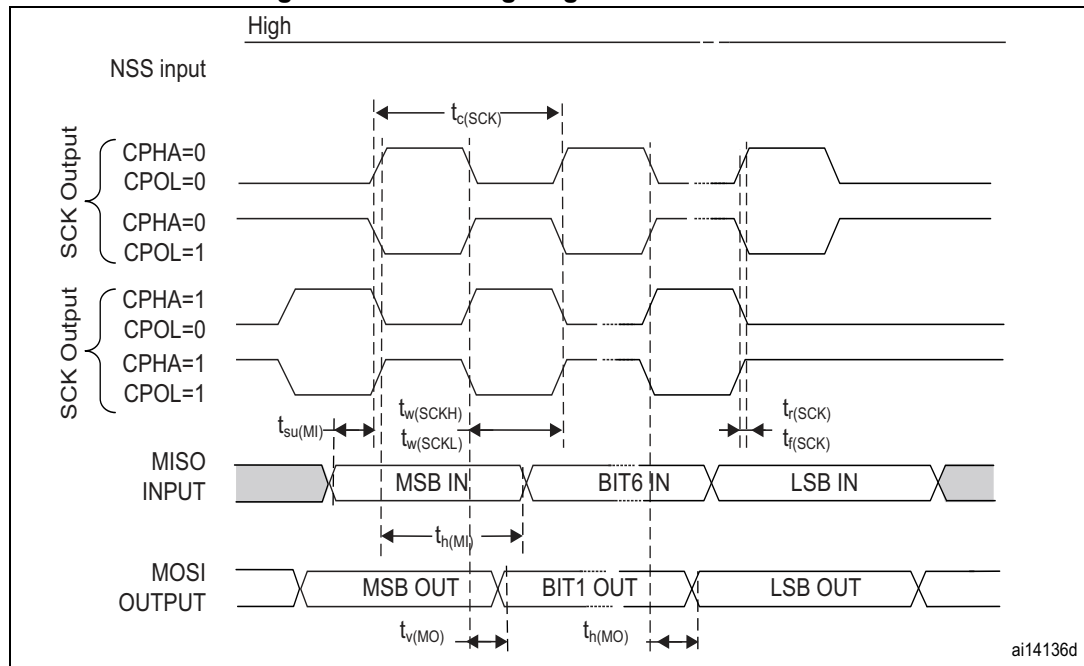 High
NSS input
tc(SCK)
SCK Output
CPHA=0
CPOL=0
CPHA=0
CPOL=1
SCK Output
CPHA=1
CPOL=0
CPHA=1
CPOL=1
tsu(MI)
tw(SCKH)
tw(SCKL)
tr(SCK)
tf(SCK)
MISO
INPUT
MSB IN
BIT6 IN
LSB IN
th(MI)
MOSI
OUTPUT
MSB OUT
BIT1 OUT
LSB OUT
tv(MO)
th(MO)
ai14136d